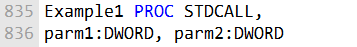 835 Example1 PROC STDCALL,
836 parm1:DWORD, parm2:DWORD